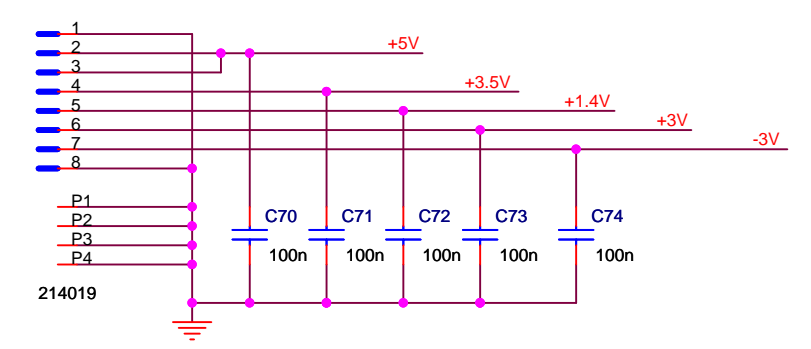 1
2
+5V
3
4
+3.5V
5
+1.4V
6
+3V
7
-3V
8
P1
P2
P3
P4
C70
C71
C72
C73
C74
100n
100n
100n
100n
100n
214019